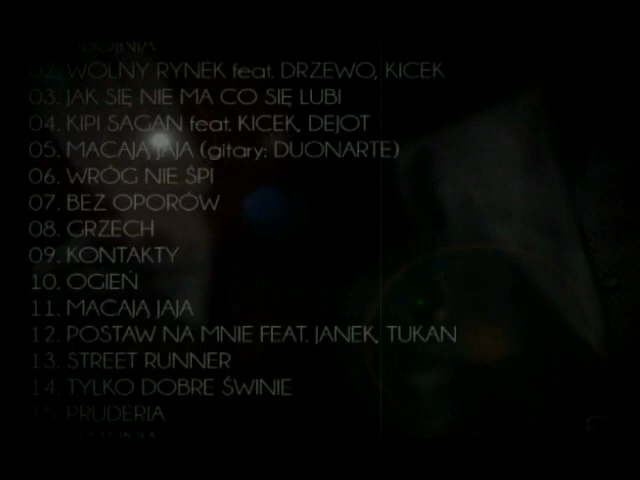 02. WOLNY RYNEK feat. DRZEWO, KICEK
03. JAK SIĘ NIE MA CO SIĘ LUBI
04. KIPI SAGAN feat. KICEK, DEJOT
05. MACAJĄ JAJA (gitary: DUONARTE)
06. WRÓG NIE ŚPI
07. BEZ OPORÓW
08. GRZECH
09. KONTAKTY
10. OGIEŃ
11. MACAJĄ JAJA
12. POSTAW NA MNIE FEAT. JANEK, TUKAN
13. STREET RUNNER
14. TYLKO DOBRE ŚWINIE
15. PRUDERIA